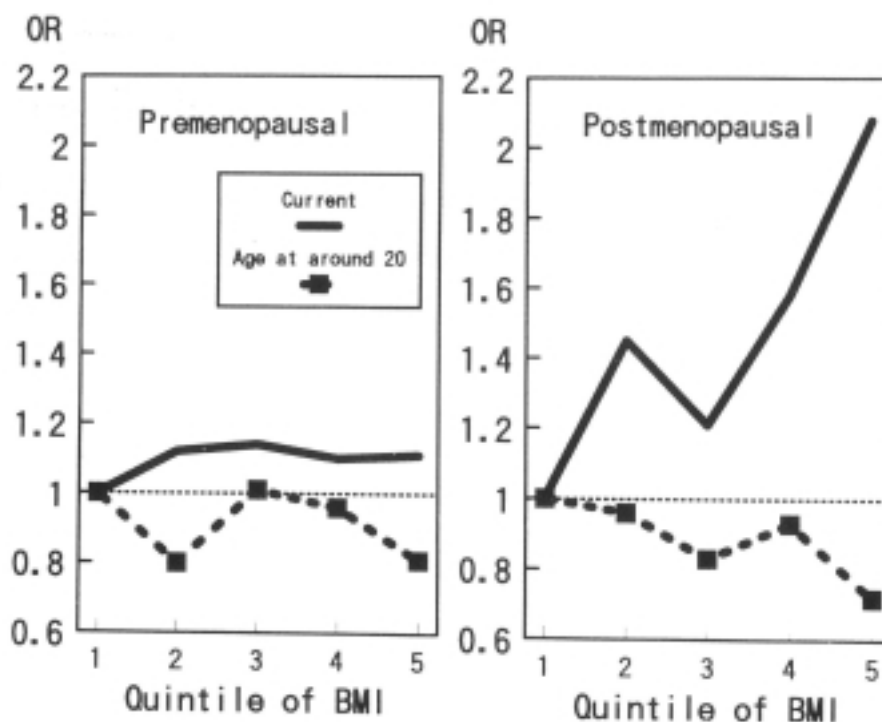 OR
2.2
Premenopausal
2
1.8
Current
Age at around 20
1.6
1.4
1.2
1
0.8
0.6
1 2 3 4 5
Quintile of BMI
OR
2.2
Postmenopausal
2
1.8
1.6
1.4
1.2
1
0.8
0.6
1 2 3 4 5
Quintile of BMI